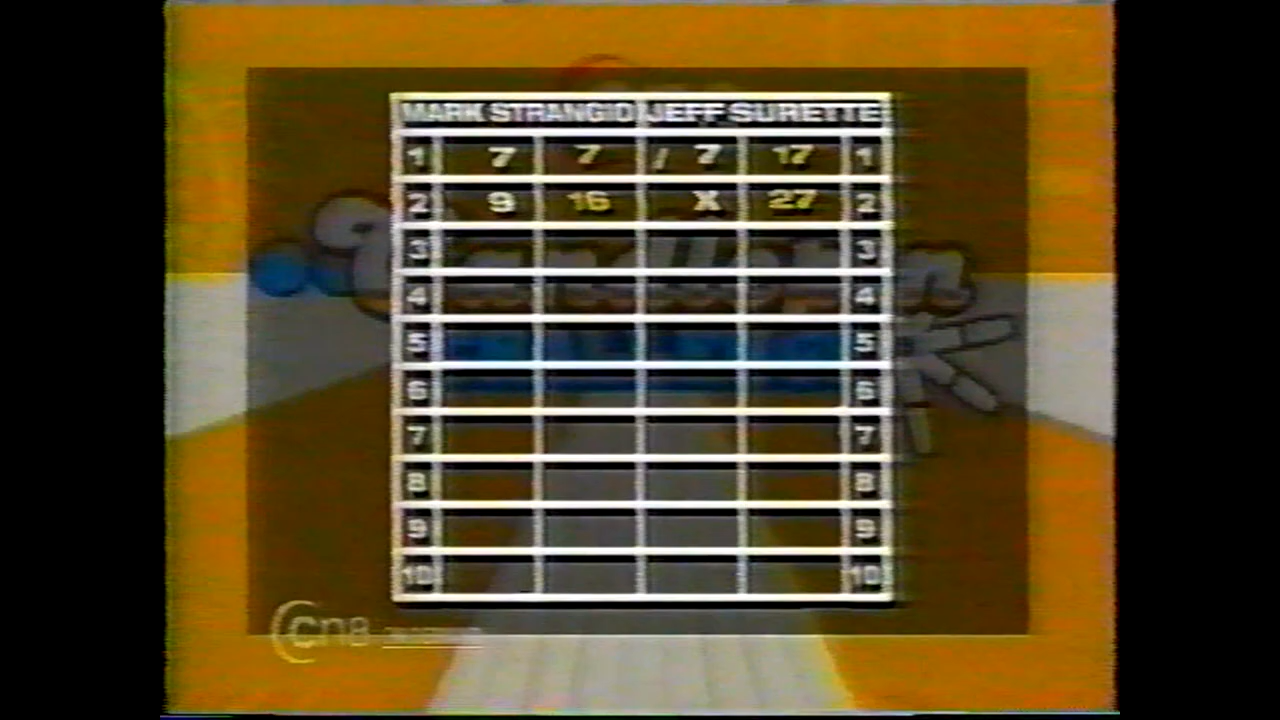 MARK STRANGIO JEFF SURETTE
1 7 7 / 7 17 1
2 9 16 X 27 2
3 3
4 4
5 5
6 6
7 7
8 8
9 9
10 10
cn8